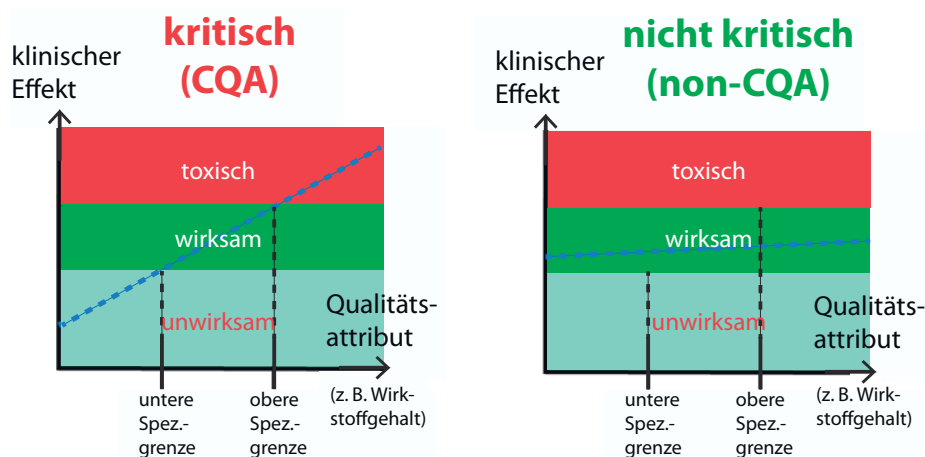 kritisch
(CQA)
klinischer
Effekt
toxisch
wirksam
unwirksam
Qualitäts-
attribut
(z. B. Wirk-
stoffgehalt)
untere
Spez.-
grenze
obere
Spez.-
grenze
nicht kritisch
(non-CQA)
klinischer
Effekt
toxisch
wirksam
unwirksam
Qualitäts-
attribut
(z. B. Wirk-
stoffgehalt)
untere
Spez.-
grenze
obere
Spez.-
grenze